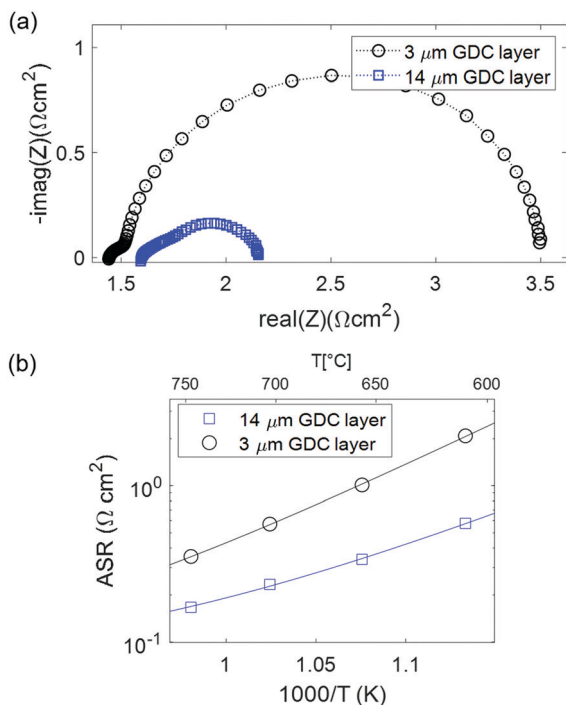 (a)
3 μm GDC layer
14 μm GDC layer
1
0.5
0
-imag(Z)(Ωcm²)
1.5 2 2.5 3 3.5
real(Z)(Ωcm²)
(b)
T[°C]
750 700 650 600
14 μm GDC layer
3 μm GDC layer
10⁰
10⁻¹
ASR (Ω cm²)
1 1.05 1.1
1000/T (K)